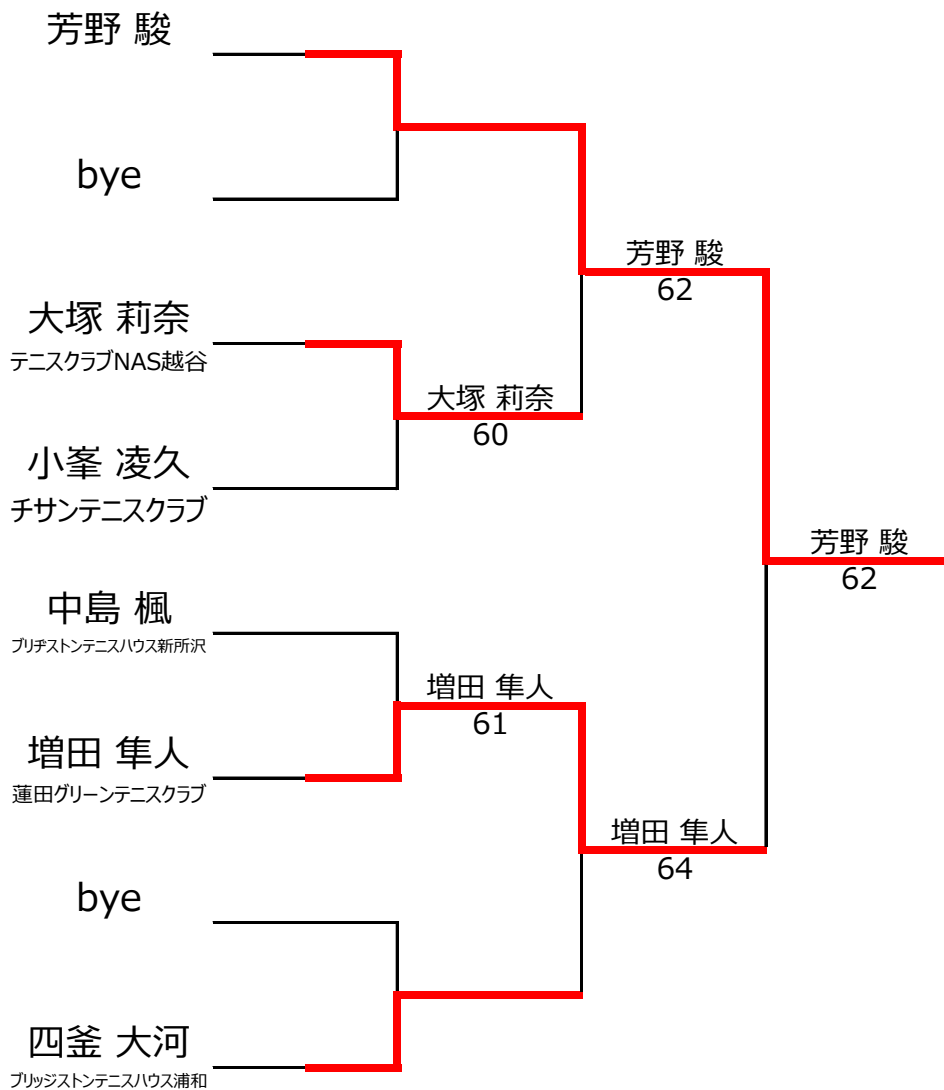 芳野 駿
bye
芳野 駿
62
大塚 莉奈
テニスクラブNAS越谷
大塚 莉奈
60
小峯 凌久
チサンテニスクラブ
芳野 駿
62
中島 楓
ブリヂストンテニスハウス新所沢
増田 隼人
61
増田 隼人
蓮田グリーンテニスクラブ
増田 隼人
64
bye
四釜 大河
ブリッジストンテニスハウス浦和